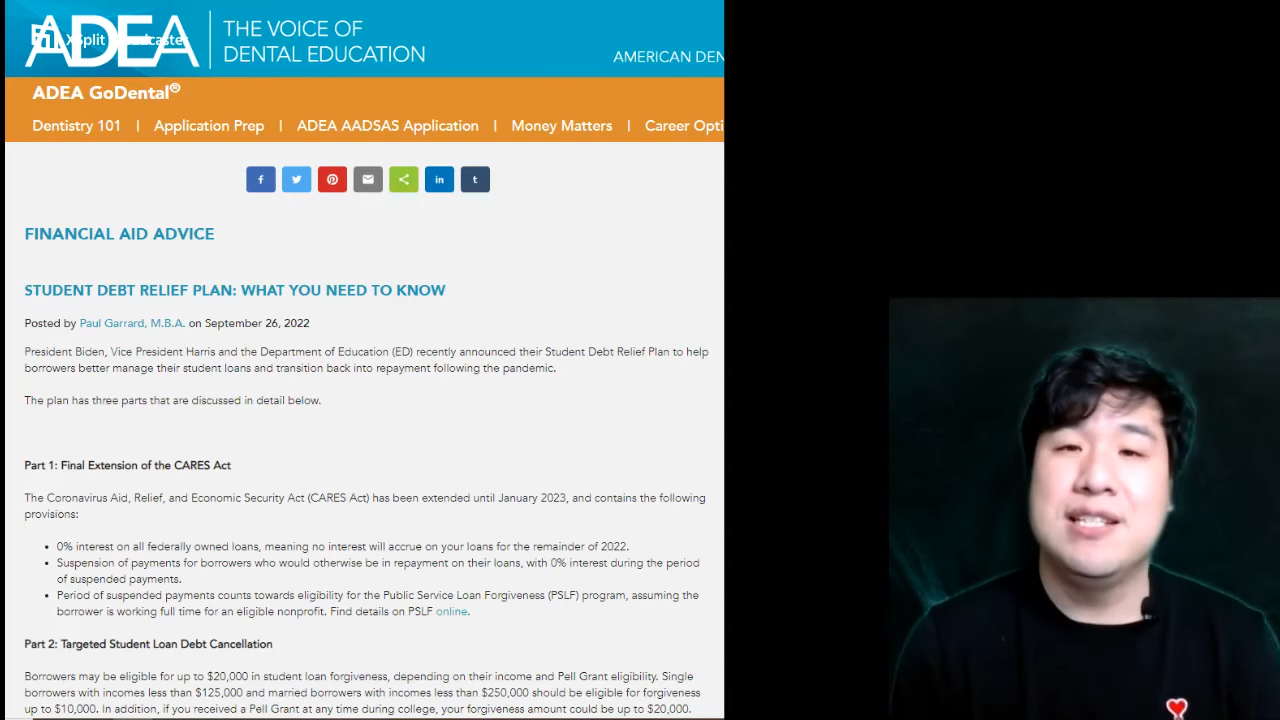 ADEA
XSplit Broadcaster
THE VOICE OF
DENTAL EDUCATION
AMERICAN DEN
ADEA GoDental®
Dentistry 101 | Application Prep | ADEA AADSAS Application | Money Matters | Career Opti
FINANCIAL AID ADVICE
STUDENT DEBT RELIEF PLAN: WHAT YOU NEED TO KNOW
Posted by Paul Garrard, M.B.A. on September 26, 2022
President Biden, Vice President Harris and the Department of Education (ED) recently announced their Student Debt Relief Plan to help
borrowers better manage their student loans and transition back into repayment following the pandemic.
The plan has three parts that are discussed in detail below.
Part 1: Final Extension of the CARES Act
The Coronavirus Aid, Relief, and Economic Security Act (CARES Act) has been extended until January 2023, and contains the following
provisions:
• 0% interest on all federally owned loans, meaning no interest will accrue on your loans for the remainder of 2022.
• Suspension of payments for borrowers who would otherwise be in repayment on their loans, with 0% interest during the period
of suspended payments.
• Period of suspended payments counts towards eligibility for the Public Service Loan Forgiveness (PSLF) program, assuming the
borrower is working full time for an eligible nonprofit. Find details on PSLF online.
Part 2: Targeted Student Loan Debt Cancellation
Borrowers may be eligible for up to $20,000 in student loan forgiveness, depending on their income and Pell Grant eligibility. Single
borrowers with incomes less than $125,000 and married borrowers with incomes less than $250,000 should be eligible for forgiveness
up to $10,000. In addition, if you received a Pell Grant at any time during college, your forgiveness amount could be up to $20,000.